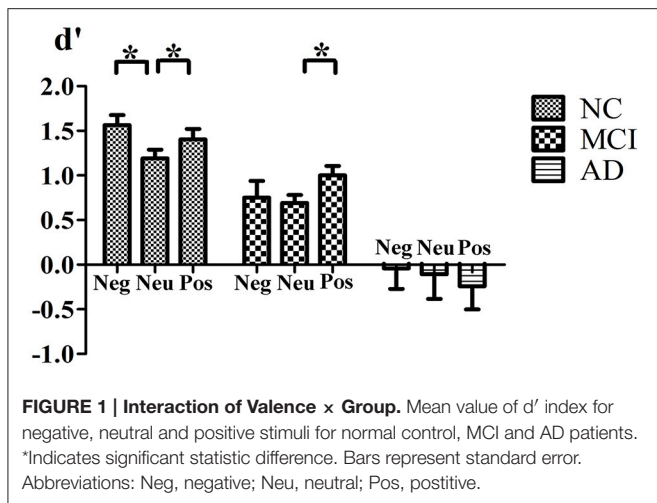 d'
* *
*
2.0
1.5
1.0
0.5
0.0
-0.5
-1.0
Neg Neu Pos
Neg Neu Pos
Neg Neu Pos
NC
MCI
AD
FIGURE 1 | Interaction of Valence × Group. Mean value of d′ index for
negative, neutral and positive stimuli for normal control, MCI and AD patients.
*Indicates significant statistic difference. Bars represent standard error.
Abbreviations: Neg, negative; Neu, neutral; Pos, postitive.